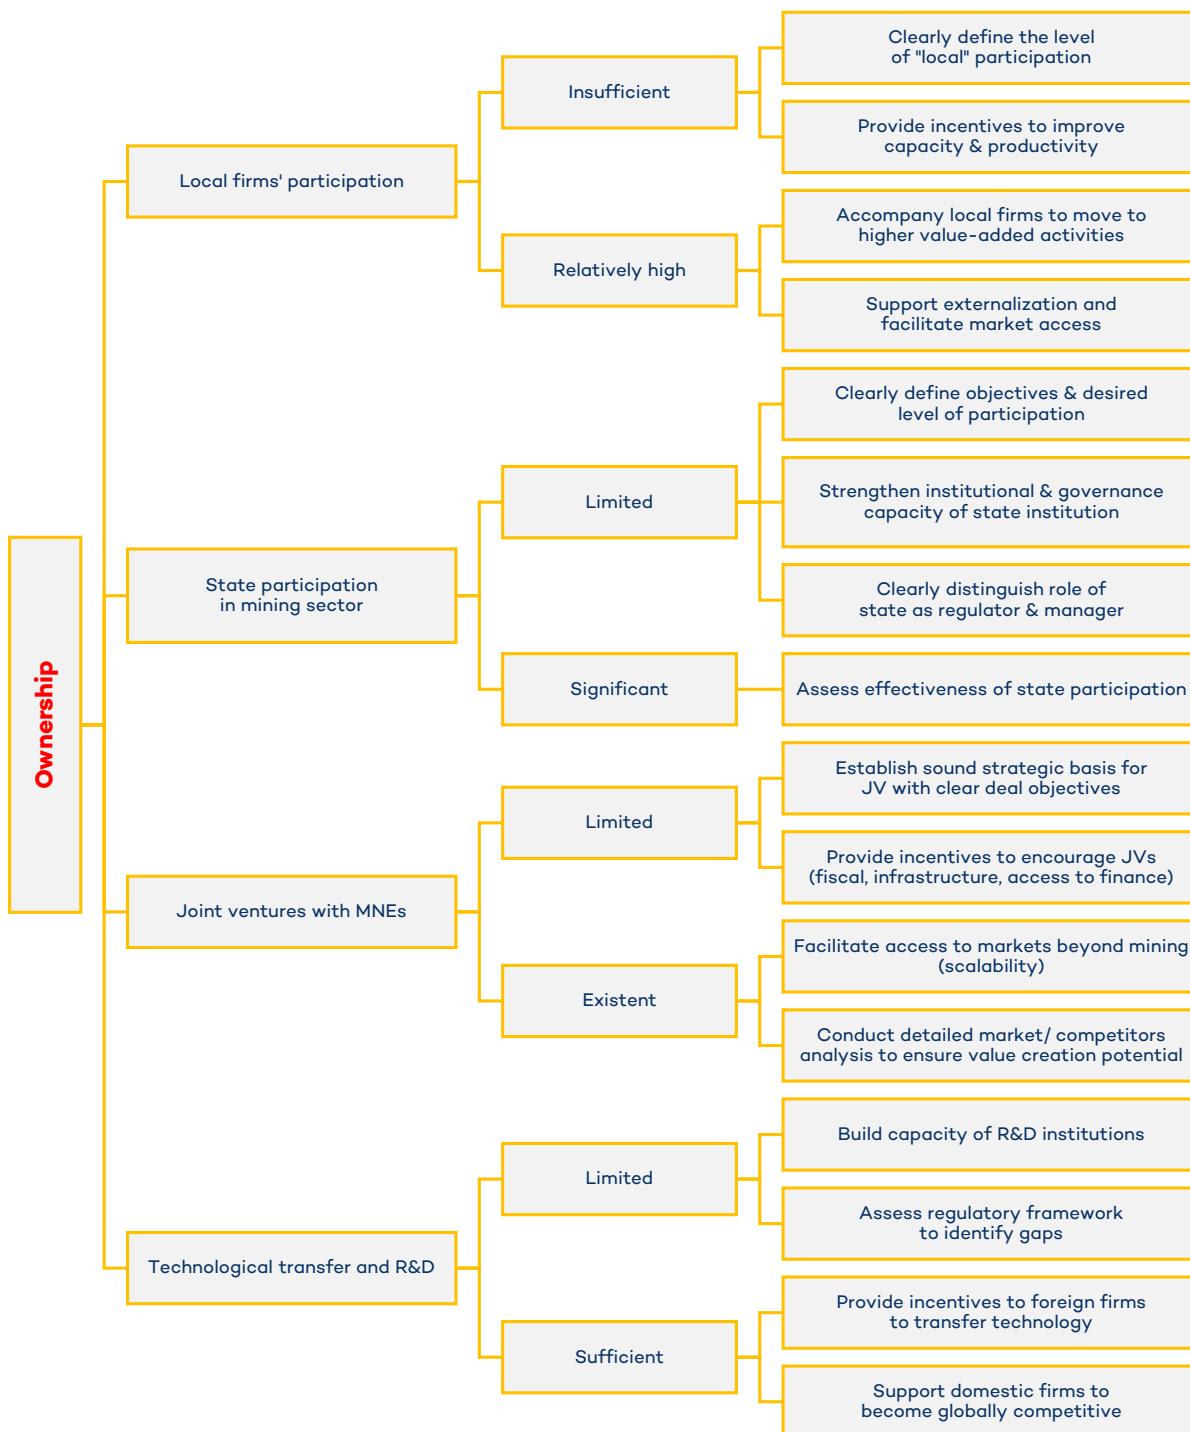 Ownership
Local firms' participation
Insufficient
Clearly define the level
of "local" participation
Provide incentives to improve
capacity & productivity
Relatively high
Accompany local firms to move to
higher value-added activities
Support externalization and
facilitate market access
State participation
in mining sector
Limited
Clearly define objectives & desired
level of participation
Strengthen institutional & governance
capacity of state institution
Clearly distinguish role of
state as regulator & manager
Significant
Assess effectiveness of state participation
Joint ventures with MNEs
Limited
Establish sound strategic basis for
JV with clear deal objectives
Provide incentives to encourage JVs
(fiscal, infrastructure, access to finance)
Existent
Facilitate access to markets beyond mining
(scalability)
Conduct detailed market/ competitors
analysis to ensure value creation potential
Technological transfer and R&D
Limited
Build capacity of R&D institutions
Assess regulatory framework
to identify gaps
Sufficient
Provide incentives to foreign firms
to transfer technology
Support domestic firms to
become globally competitive